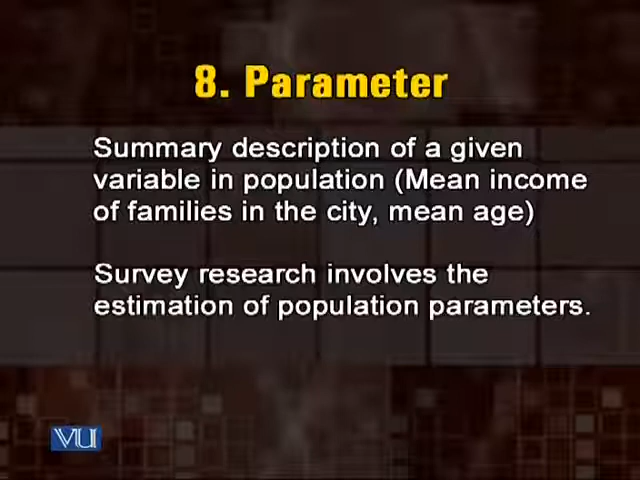 8. Parameter
Summary description of a given
variable in population (Mean income
of families in the city, mean age)
Survey research involves the
estimation of population parameters.
VU